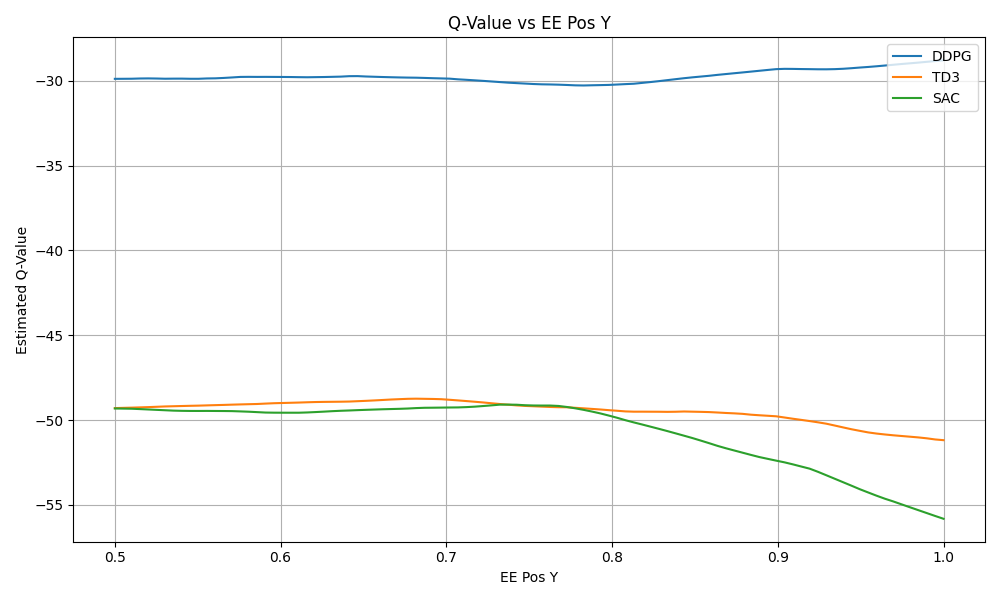 Q-Value vs EE Pos Y
Estimated Q-Value
−30
−35
−40
−45
−50
−55
DDPG
TD3
SAC
0.5
0.6
0.7
0.8
0.9
1.0
EE Pos Y